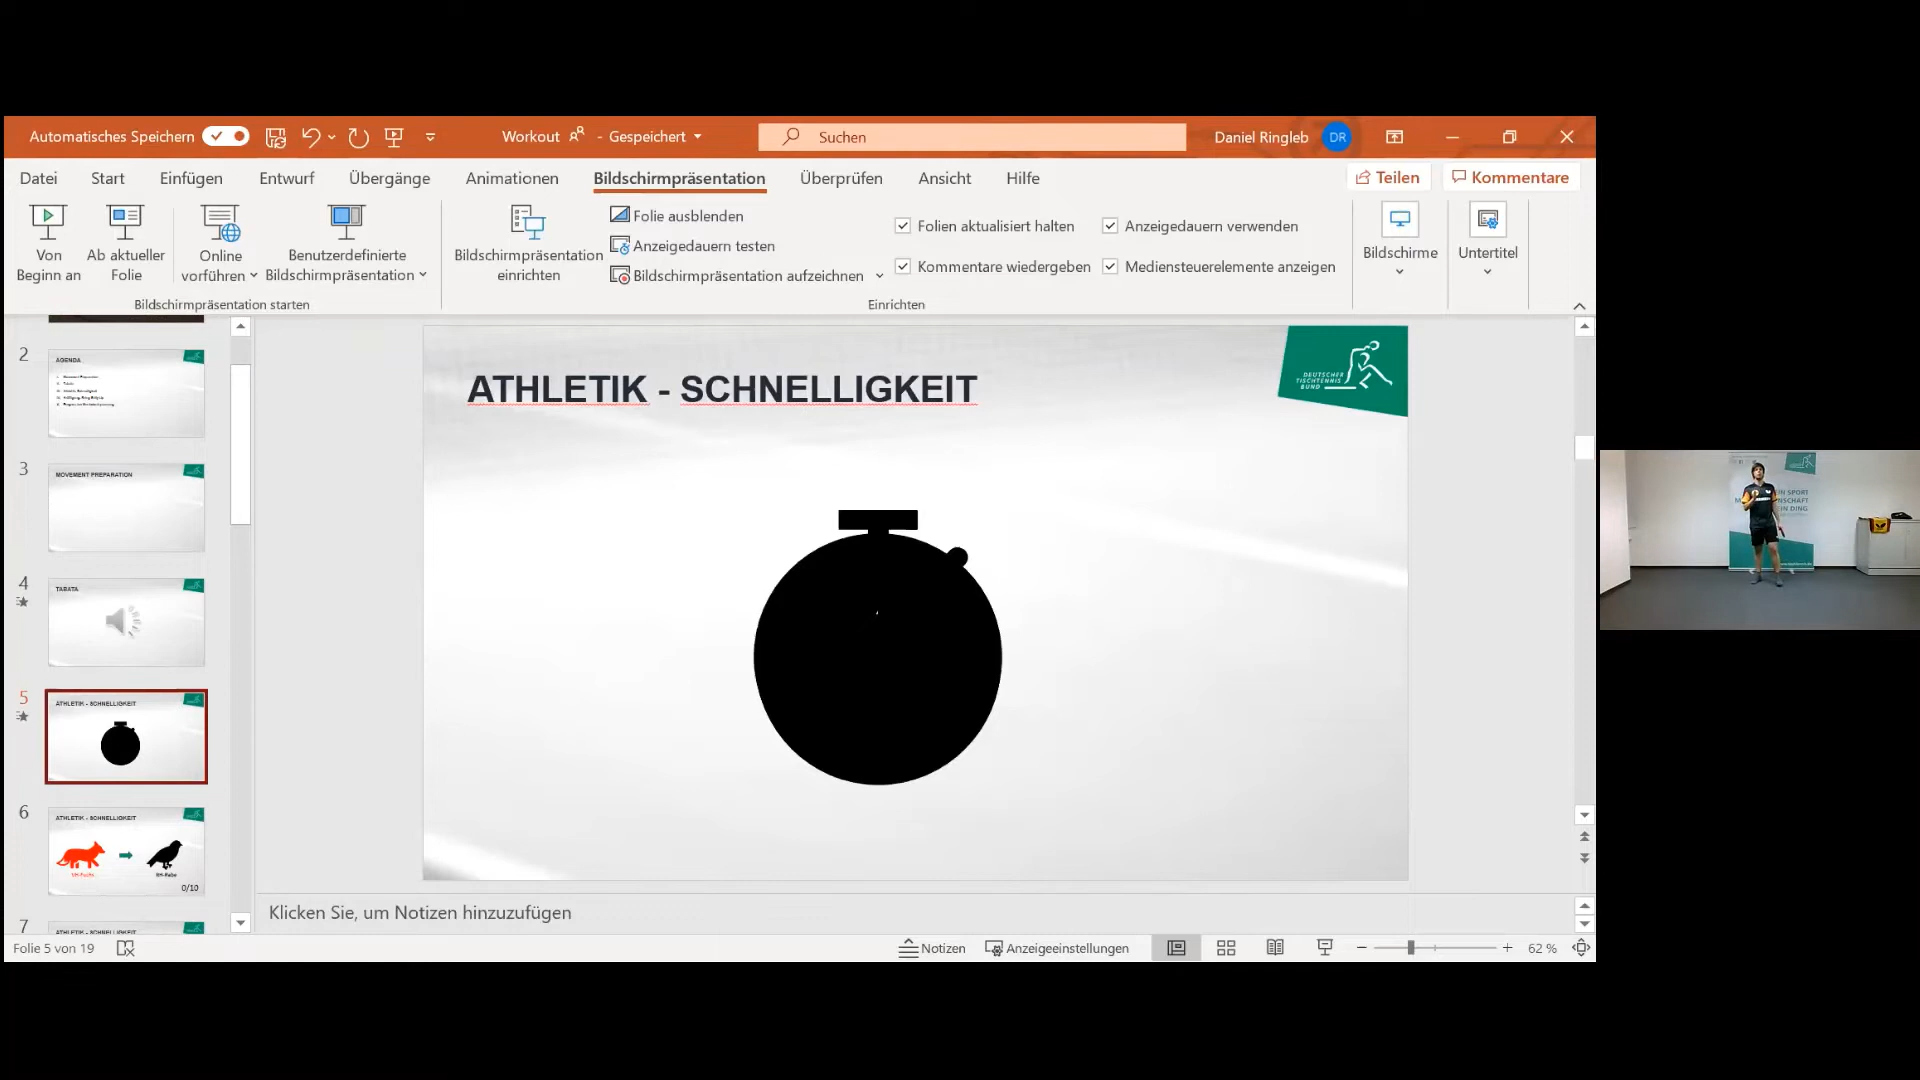 Automatisches Speichern
Workout - Gespeichert
Suchen
Daniel Ringleb DR
Datei Start Einfügen Entwurf Übergänge Animationen Bildschirmpräsentation Überprüfen Ansicht Hilfe
Teilen Kommentare
Von Beginn an
Ab aktueller Folie
Online vorführen
Benutzerdefinierte Bildschirmpräsentation
Bildschirmpräsentation einrichten
Folie ausblenden
Anzeigedauern testen
Bildschirmpräsentation aufzeichnen
Folien aktualisiert halten
Kommentare wiedergeben
Anzeigedauern verwenden
Mediensteuerelemente anzeigen
Bildschirme
Untertitel
Bildschirmpräsentation starten
Einrichten
2
AGENDA
3
MOVEMENT PREPARATION
4
TABATA
5
ATHLETIK - SCHNELLIGKEIT
6
ATHLETIK - SCHNELLIGKEIT
0/10
7
ATHLETIK - SCHNELLIGKEIT
ATHLETIK - SCHNELLIGKEIT
DEUTSCHER
TISCHTENNIS
BUND
Klicken Sie, um Notizen hinzuzufügen
Folie 5 von 19
Notizen
Anzeigeeinstellungen
62 %